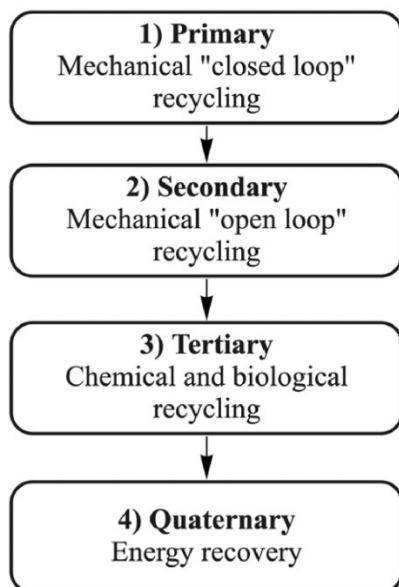 1) Primary
Mechanical "closed loop"
recycling
2) Secondary
Mechanical "open loop"
recycling
3) Tertiary
Chemical and biological
recycling
4) Quaternary
Energy recovery